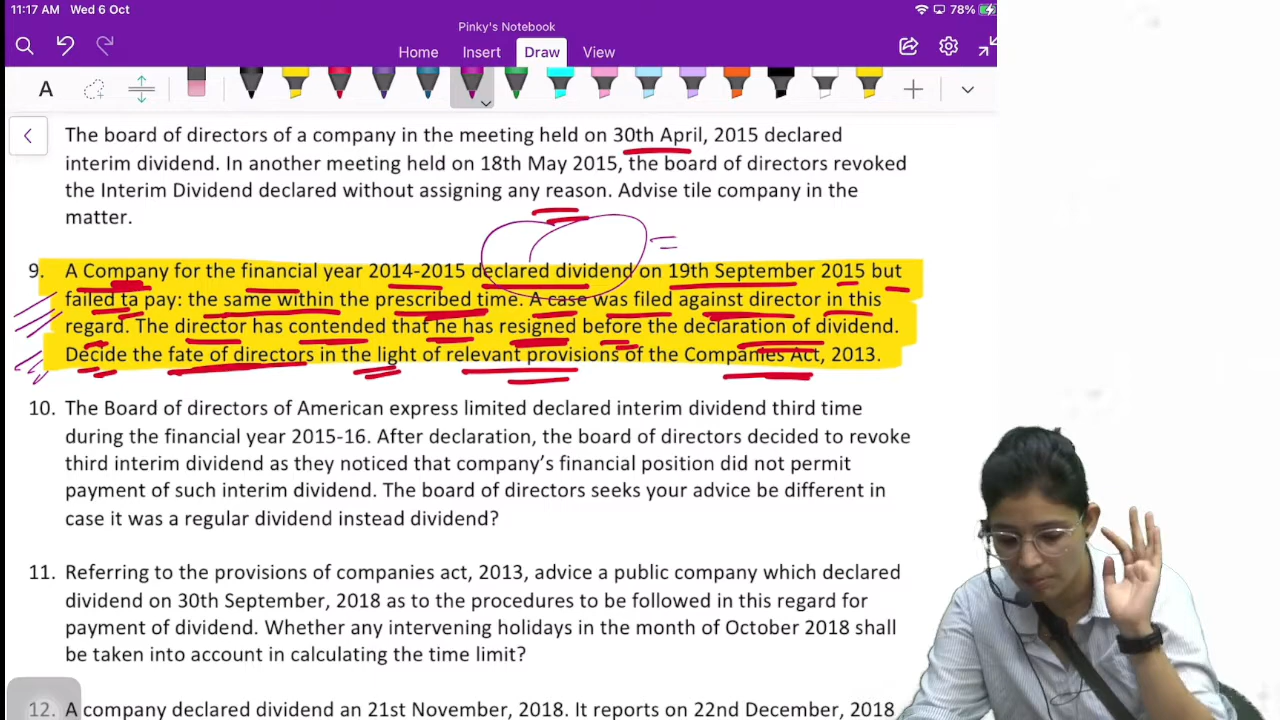 11:17 AM Wed 6 Oct
78%
Pinky's Notebook
Home Insert Draw View
A
The board of directors of a company in the meeting held on 30th April, 2015 declared
interim dividend. In another meeting held on 18th May 2015, the board of directors revoked
the Interim Dividend declared without assigning any reason. Advise tile company in the
matter.
9. A Company for the financial year 2014-2015 declared dividend on 19th September 2015 but
failed ta pay: the same within the prescribed time. A case was filed against director in this
regard. The director has contended that he has resigned before the declaration of dividend.
Decide the fate of directors in the light of relevant provisions of the Companies Act, 2013.
10. The Board of directors of American express limited declared interim dividend third time
during the financial year 2015-16. After declaration, the board of directors decided to revoke
third interim dividend as they noticed that company's financial position did not permit
payment of such interim dividend. The board of directors seeks your advice be different in
case it was a regular dividend instead dividend?
11. Referring to the provisions of companies act, 2013, advice a public company which declared
dividend on 30th September, 2018 as to the procedures to be followed in this regard for
payment of dividend. Whether any intervening holidays in the month of October 2018 shall
be taken into account in calculating the time limit?
12. A company declared dividend an 21st November, 2018. It reports on 22nd December, 2018